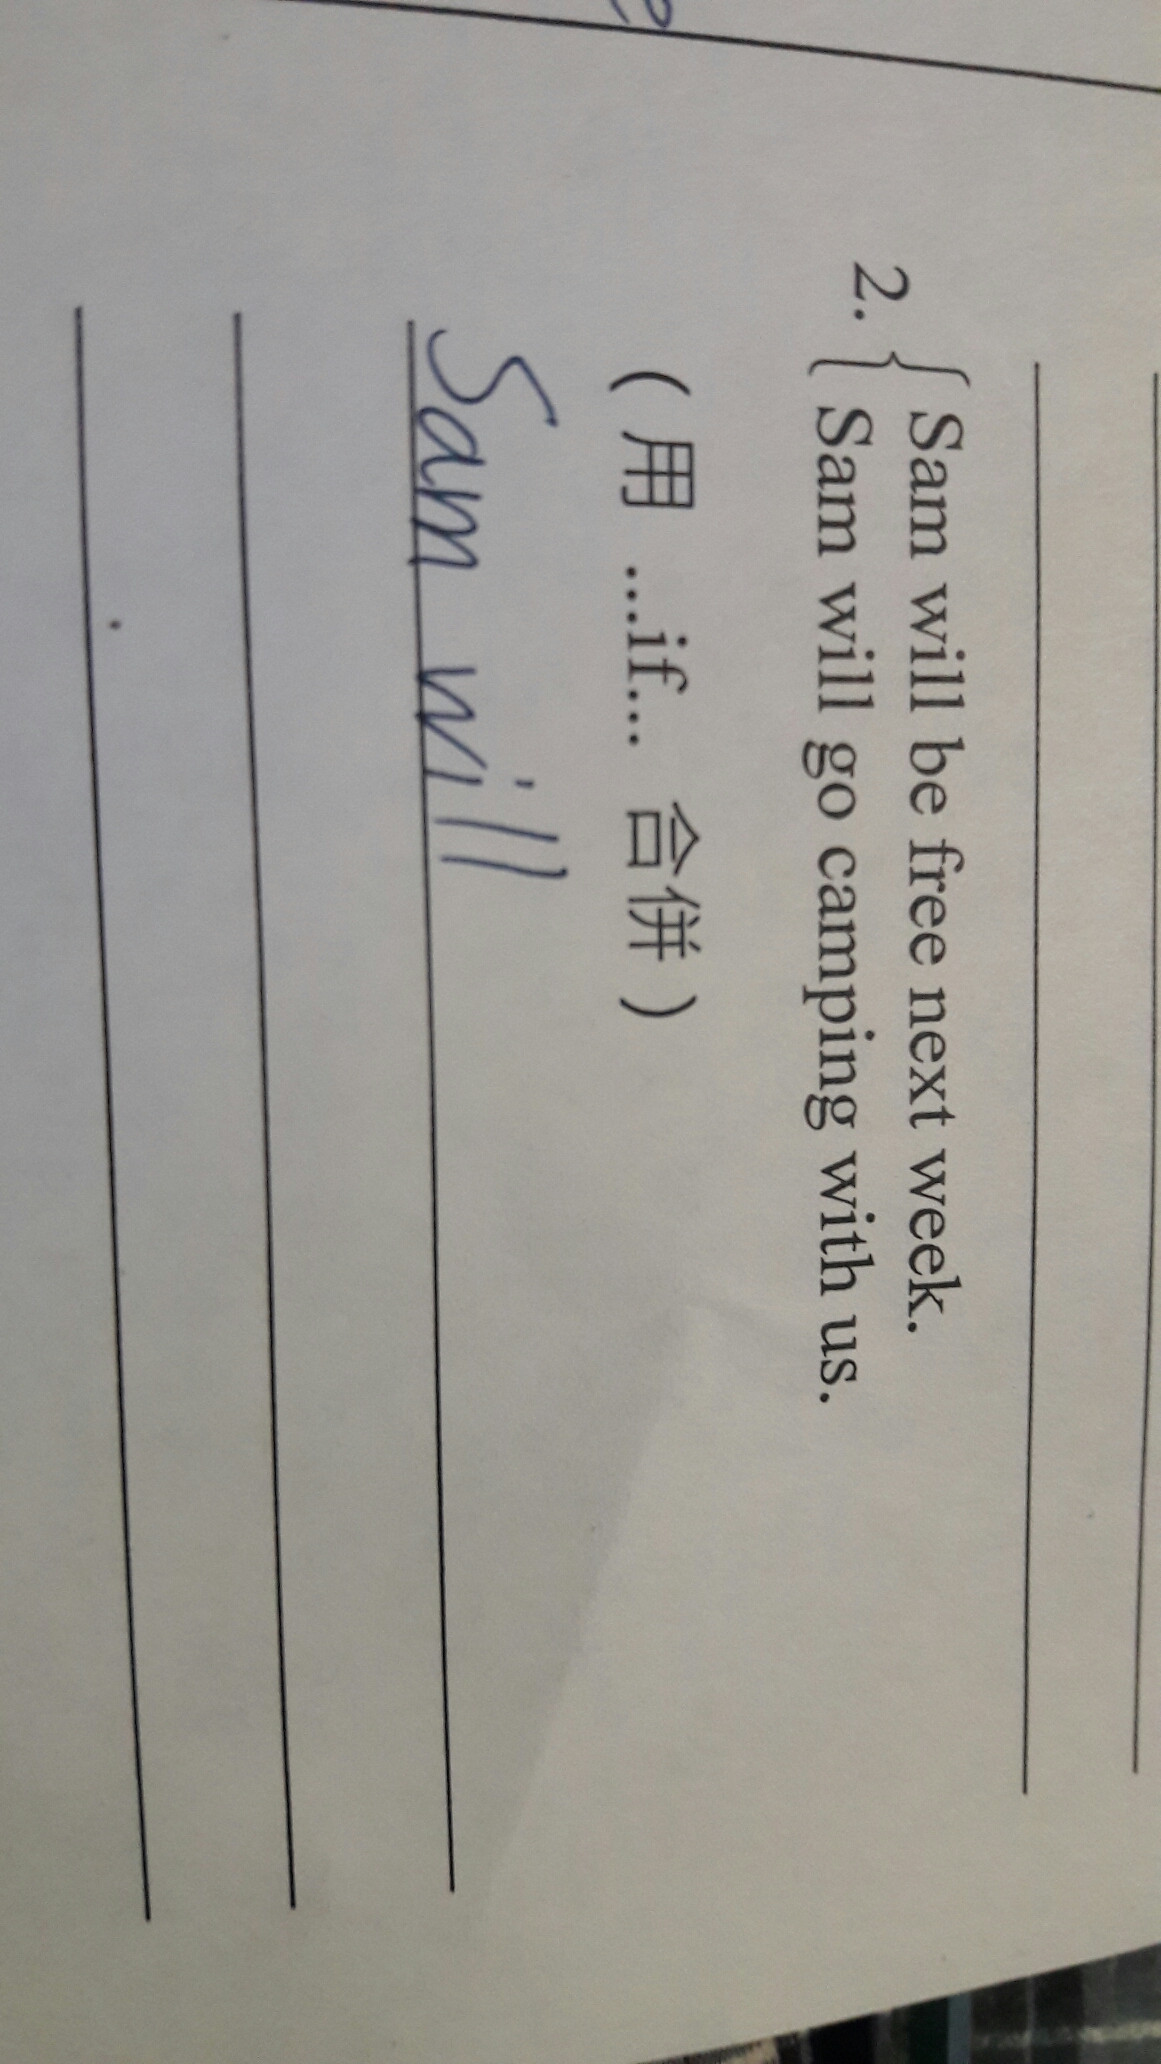 2. { Sam will be free next week.
Sam will go camping with us.
( 用 ...if... 合併 )
Sam will